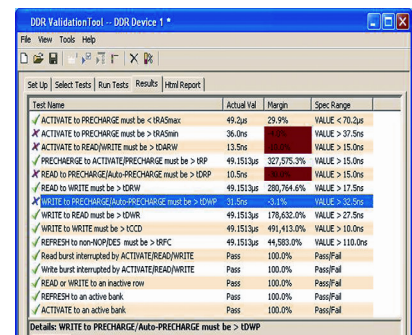 DDR ValidationTool -- DDR Device 1 *
File View Tools Help
Set Up Select Tests Run Tests Results Html Report
Test Name Actual Val Margin Spec Range
ACTIVATE to PRECHARGE must be < tRASmax 49.2µs 29.9% VALUE < 70.2µs
ACTIVATE to PRECHARGE must be > tRASmin 36.0ns VALUE > 37.5ns
ACTIVATE to READ/WRITE must be > tDARW 13.5ns VALUE > 15.0ns
PRECHAERGE to ACTIVATE/PRECHARGE must be > tRP 49.1513µs 327,575.3% VALUE > 15.0ns
READ to PRECHARGE/Auto-PRECHARGE must be > tDRP 10.5ns VALUE > 15.0ns
READ to WRITE must be > tDRW 49.1513µs 280,764.6% VALUE > 17.5ns
WRITE to PRECHARGE/Auto-PRECHARGE must be > tDWP 31.5ns -3.1% VALUE > 32.5ns
WRITE to READ must be > tDWR 49.1513µs 178,632.0% VALUE > 27.5ns
WRITE to WRITE must be > tCCD 49.1513µs 491,413.0% VALUE > 10.0ns
REFRESH to non-NOP/DES must be > tRFC 49.1513µs 44,583.0% VALUE > 110.0ns
Read burst interrupted by ACTIVATE/READ/WRITE Pass 100.0% Pass/Fail
Write burst interrupted by ACTIVATE/READ/WRITE Pass 100.0% Pass/Fail
READ or WRITE to an inactive row Pass 100.0% Pass/Fail
REFRESH to an active bank Pass 100.0% Pass/Fail
ACTIVATE to an active bank Pass 100.0% Pass/Fail
Details: WRITE to PRECHARGE/Auto-PRECHARGE must be > tDWP